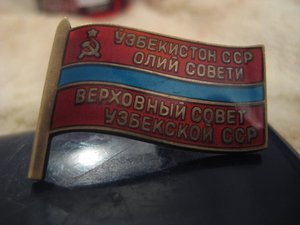 УЗБЕКИСТОН ССР
ОЛИЙ СОВЕТИ
ВЕРХОВНЫЙ СОВЕТ
УЗБЕКСКОЙ ССР